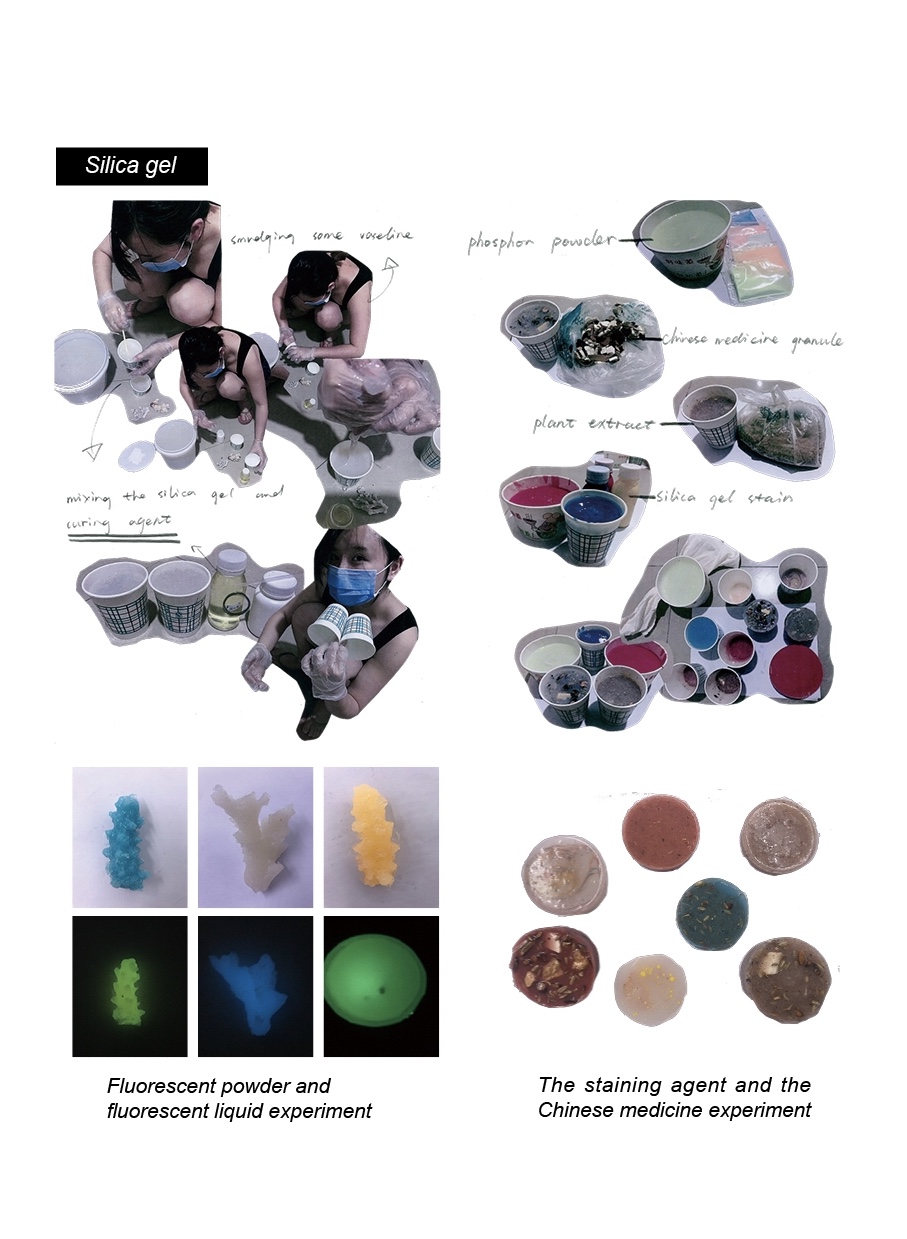 Silica gel
smudging some vaseline
mixing the silica gel and
curing agent
phosphor powder
chinese medicine granule
plant extract
silica gel stain
Fluorescent powder and
fluorescent liquid experiment
The staining agent and the
Chinese medicine experiment